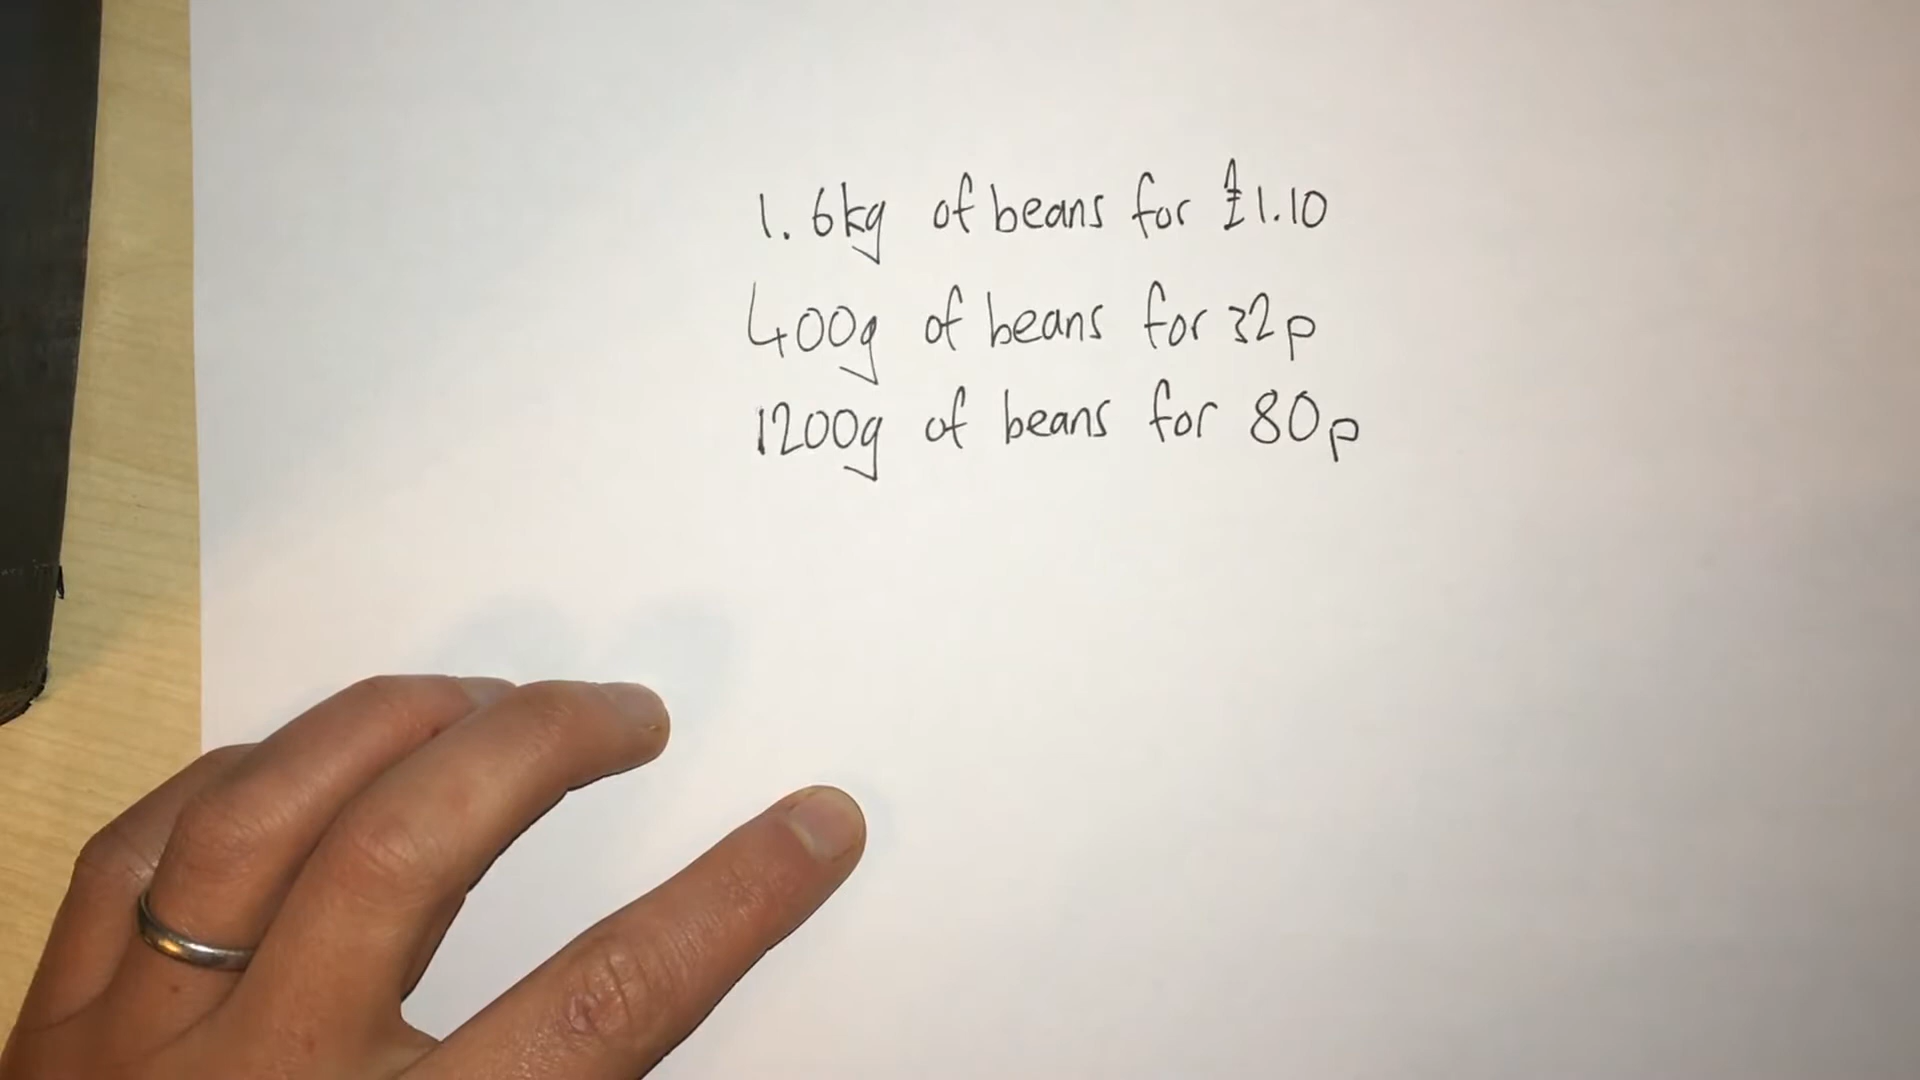 1.6kg of beans for £1.10
400g of beans for 32p
1200g of beans for 80p